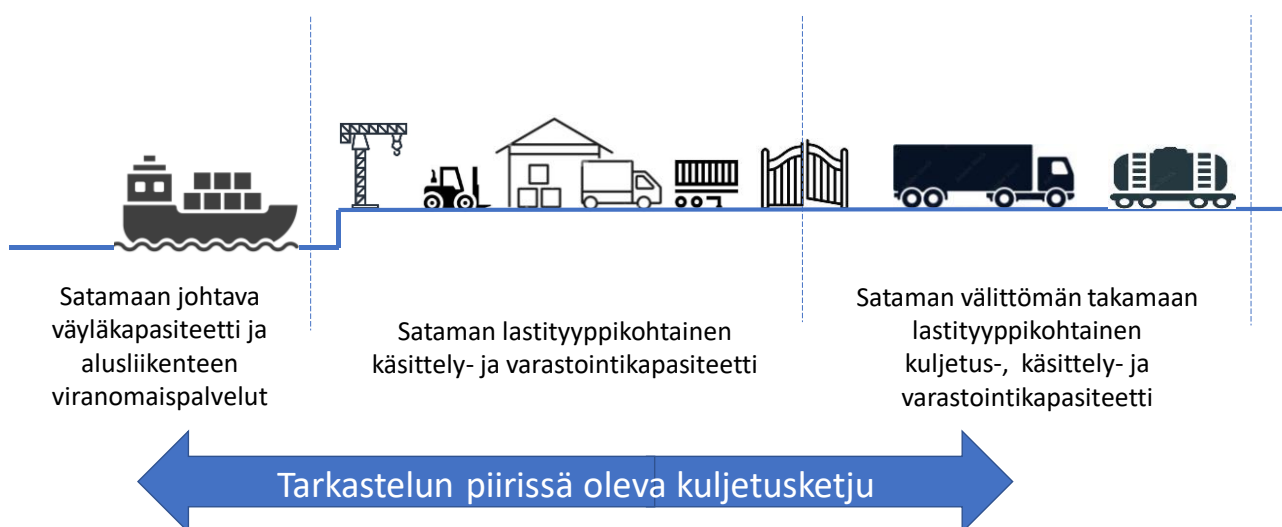 Satamaan johtava
väyläkapasiteetti ja
alusliikenteen
viranomaispalvelut
Sataman lastityyppikohtainen
käsittely- ja varastointikapasiteetti
Sataman välittömän takamaan
lastityyppikohtainen
kuljetus-, käsittely- ja
varastointikapasiteetti
Tarkastelun piirissä oleva kuljetusketju